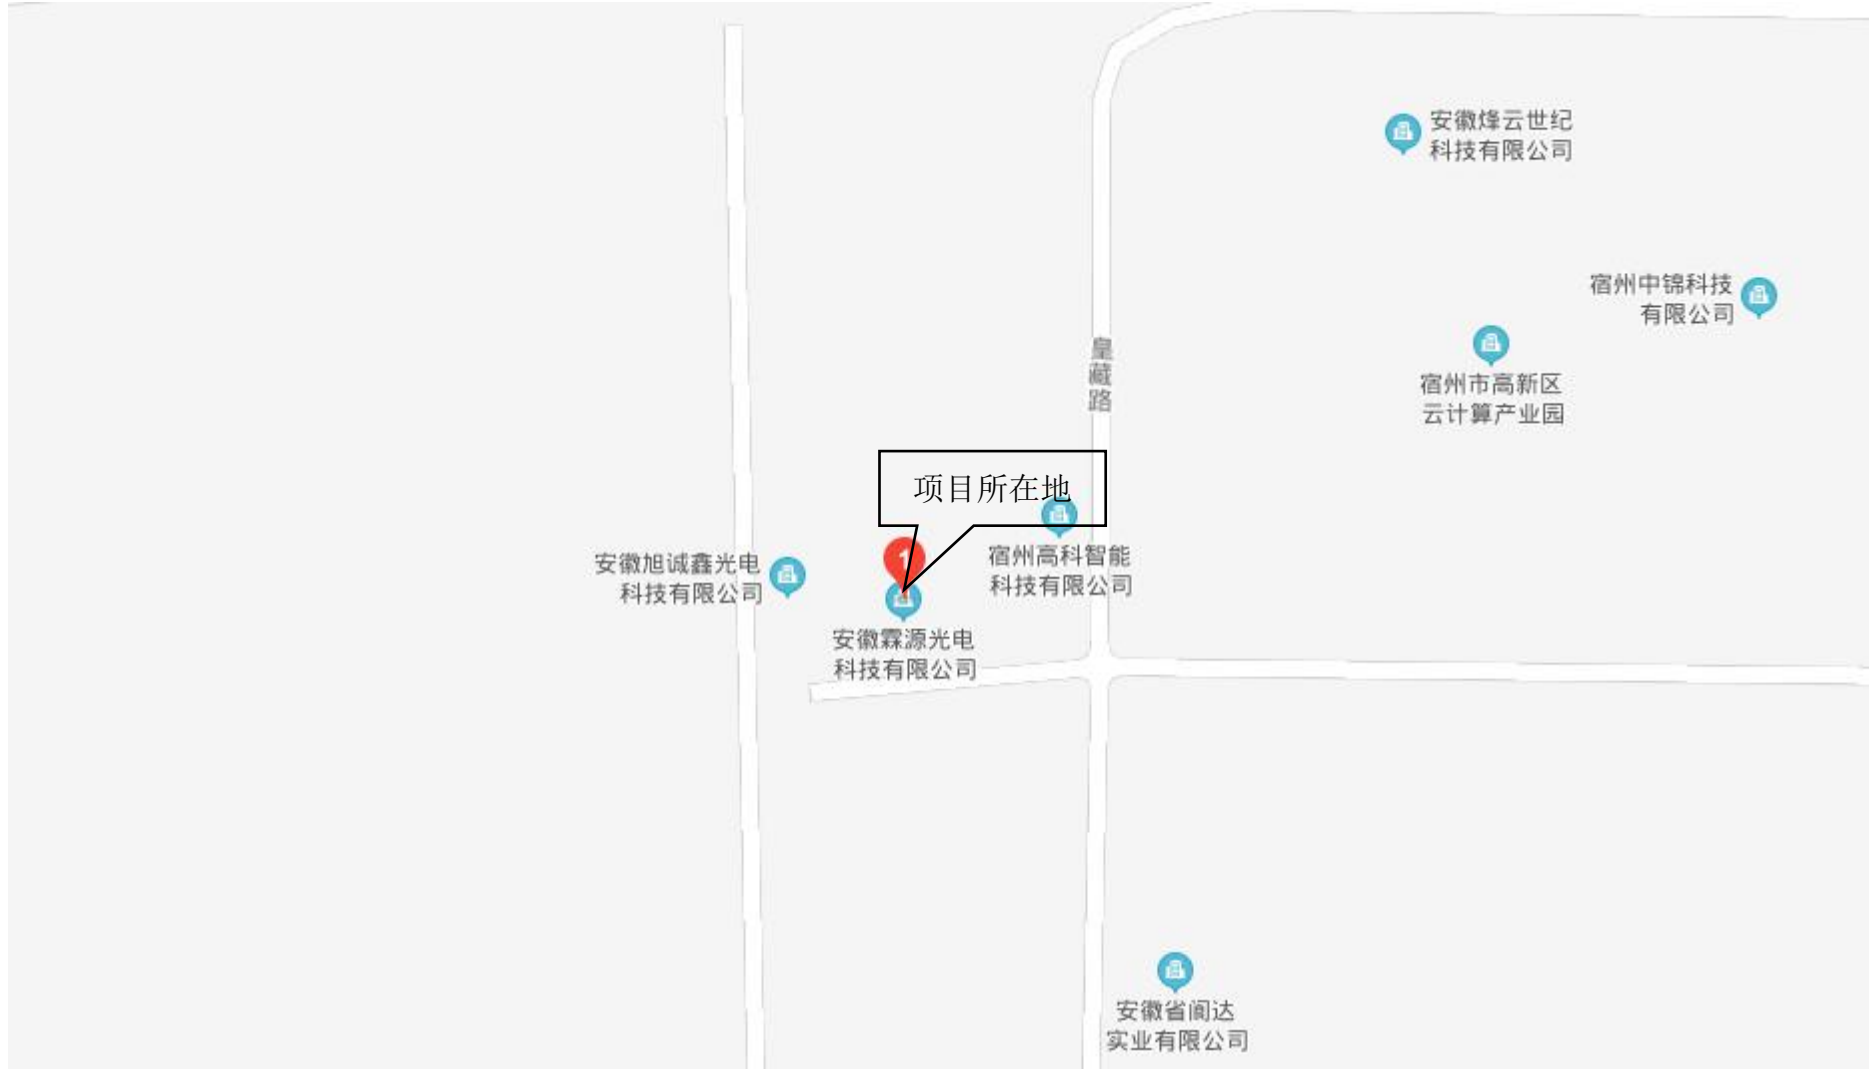 安徽烽云世纪
科技有限公司
宿州中锦科技
有限公司
皇藏路
宿州市高新区
云计算产业园
项目所在地
1
宿州高科智能
科技有限公司
安徽旭诚鑫光电
科技有限公司
安徽霖源光电
科技有限公司
安徽省阆达
实业有限公司